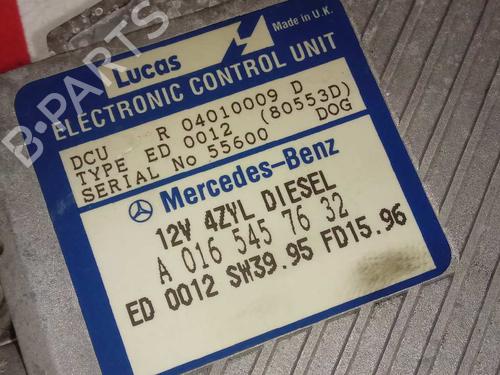 Lucas
Made in U.K.
ELECTRONIC CONTROL UNIT
DCU R 04010009 D
TYPE ED 0012 (80553D)
SERIAL No 55600 DOG
Mercedes-Benz
12V 4ZYL DIESEL
A 016 545 76 32
ED 0012 SW39.95 FD15.96
B-PARTS